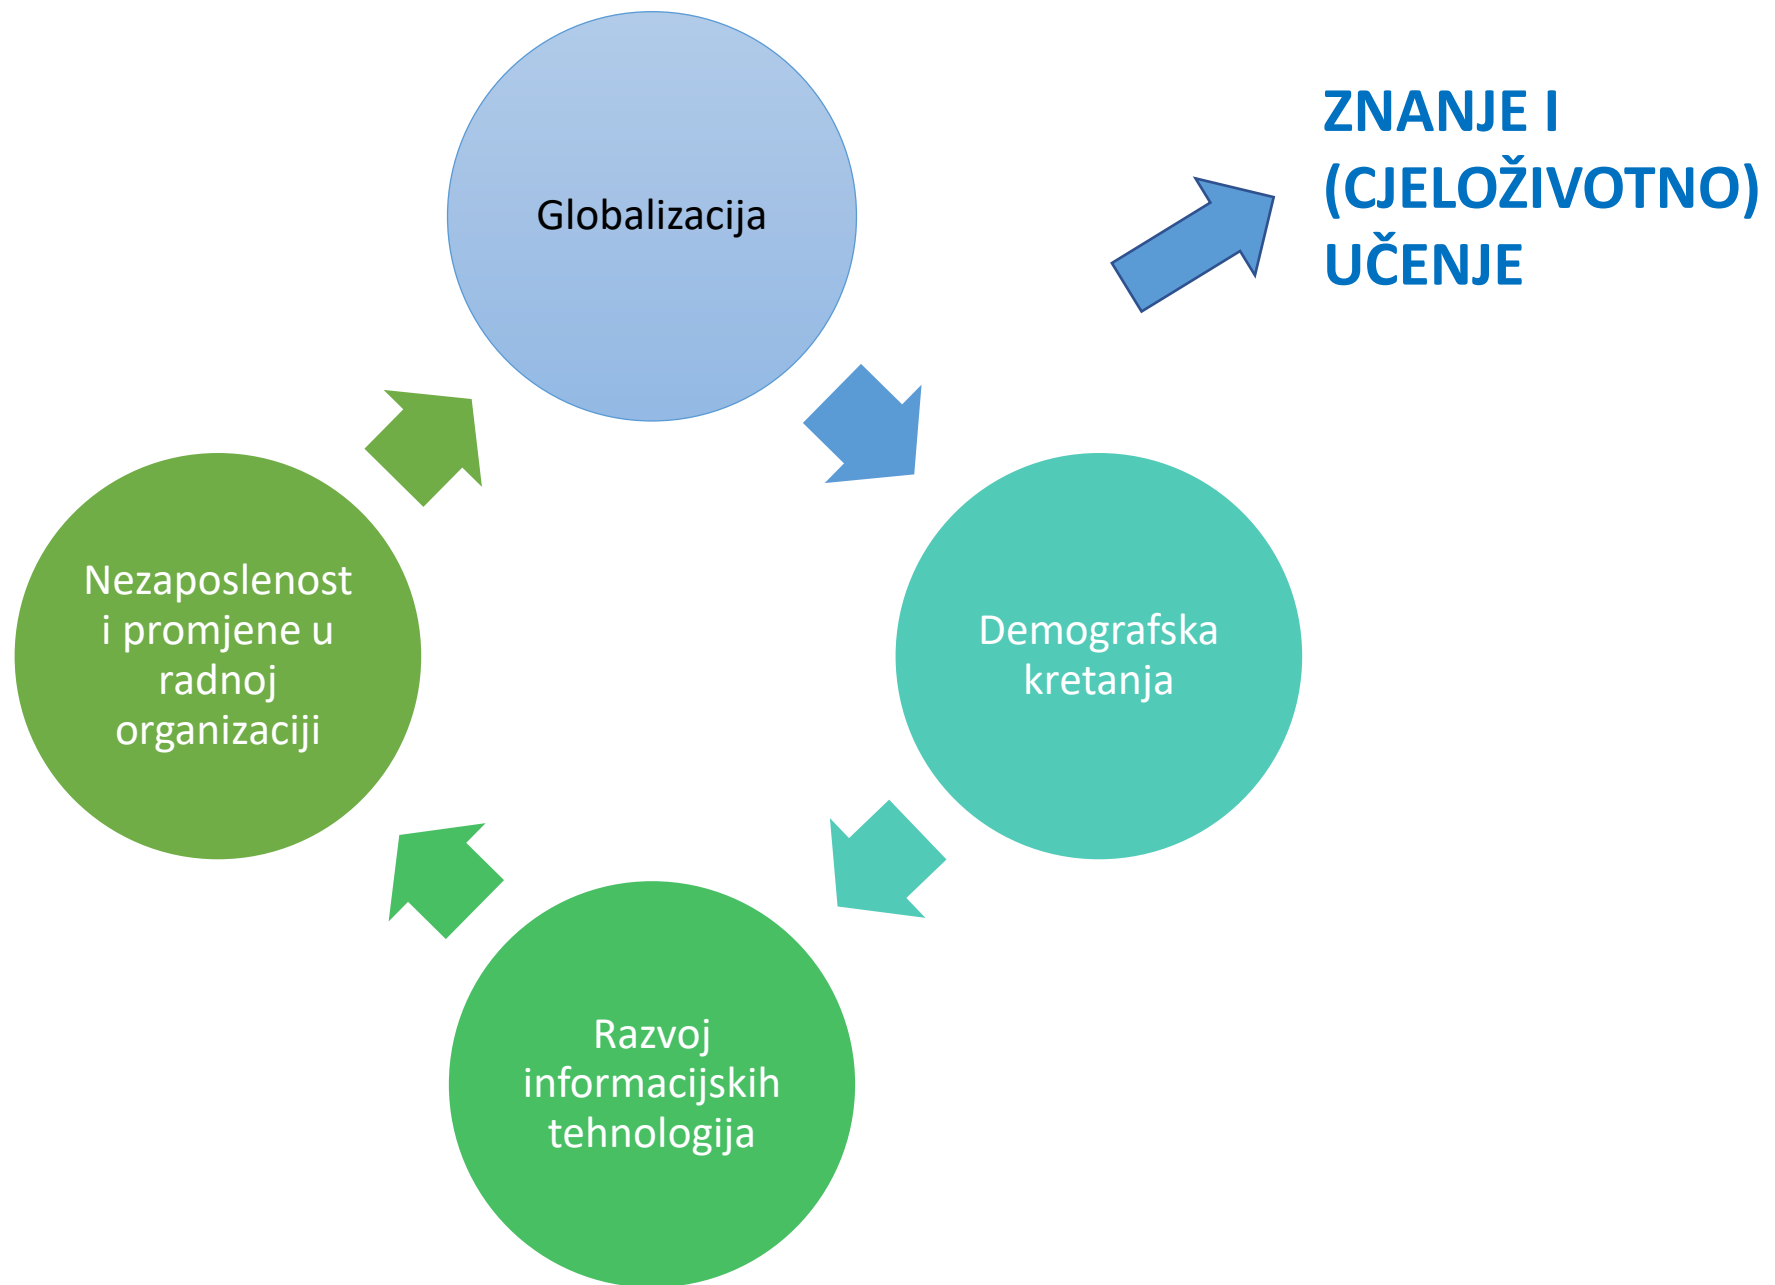 Globalizacija
ZNANJE I
(CJELOŽIVOTNO)
UČENJE
Nezaposlenost
i promjene u
radnoj
organizaciji
Demografska
kretanja
Razvoj
informacijskih
tehnologija